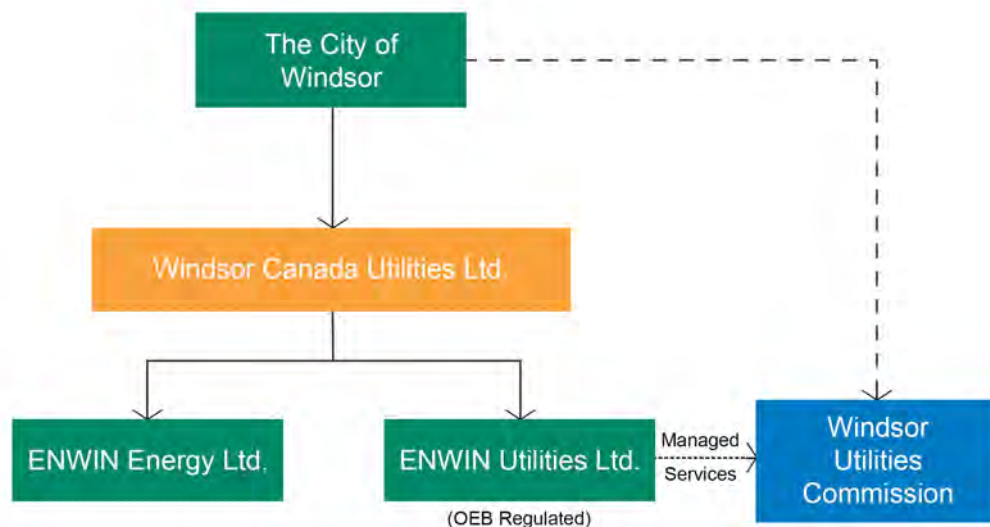 The City of
Windsor
Windsor Canada Utilities Ltd.
ENWIN Energy Ltd.
ENWIN Utilities Ltd.
(OEB Regulated)
Managed
Services
Windsor
Utilities
Commission